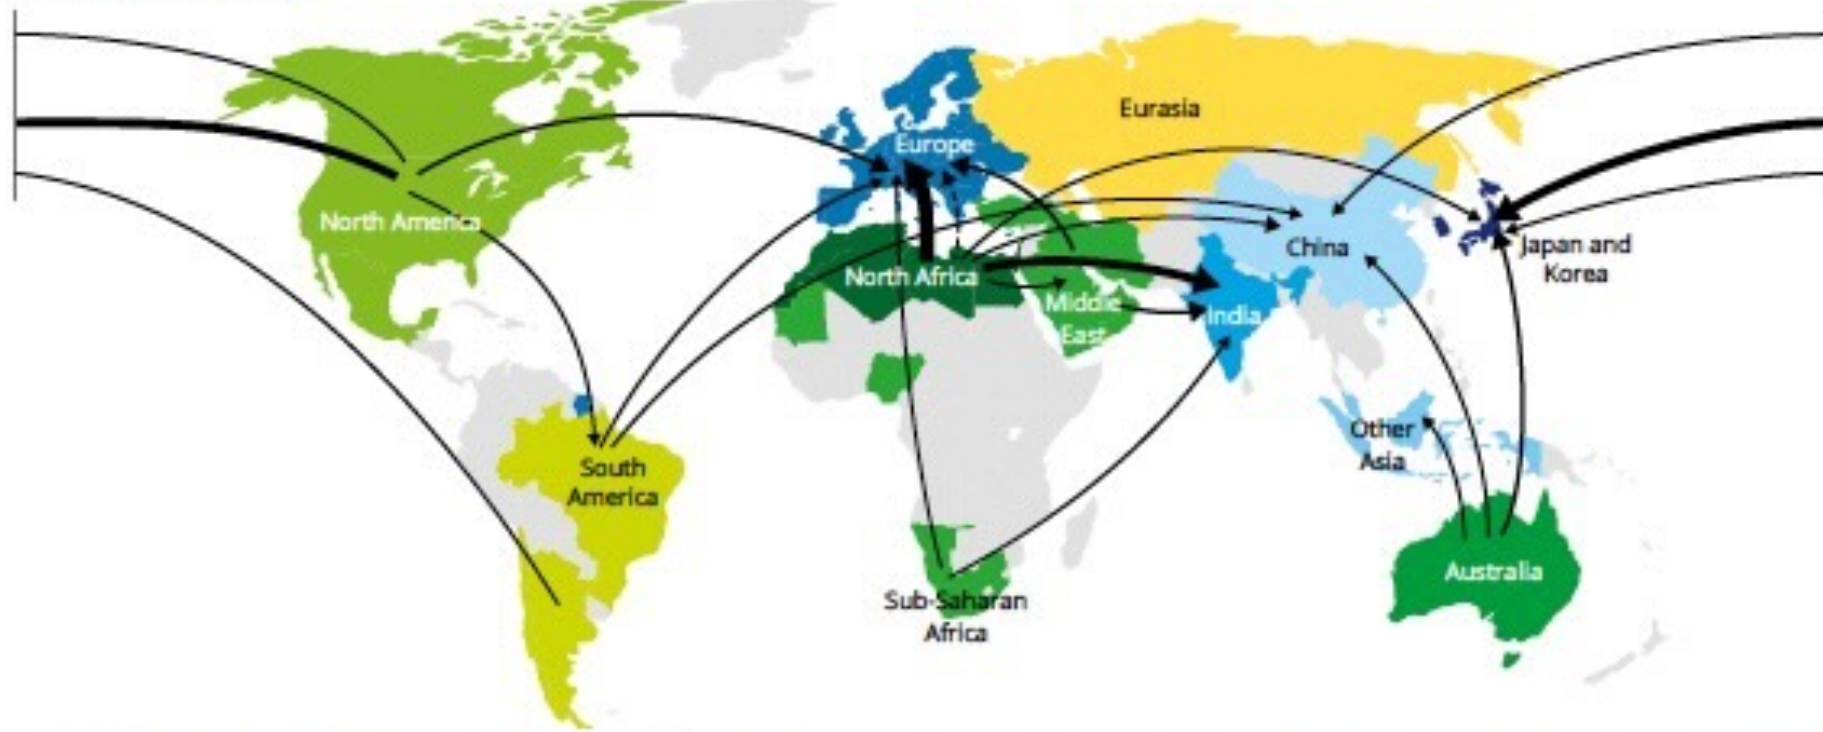 Eurasia
Europe
North America
China
Japan and
Korea
North Africa
Middle
East
India
Other
Asia
South
America
Australia
Sub-Saharan
Africa